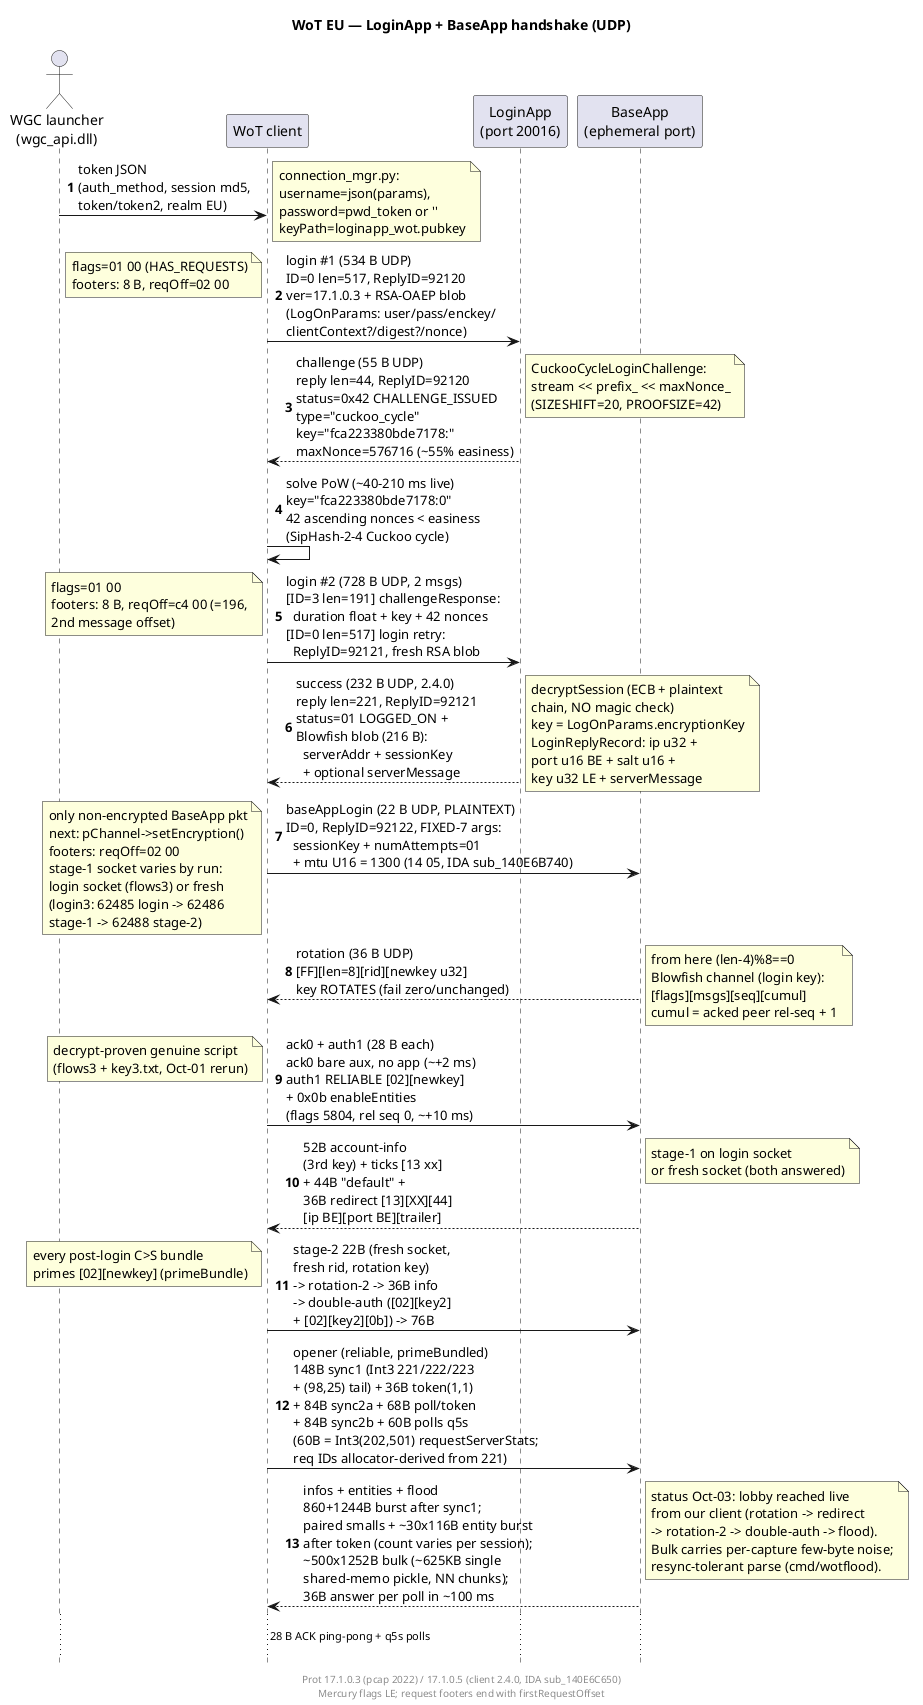 WoT EU — LoginApp + BaseApp handshake (UDP)
WGC launcher
(wgc_api.dll)
WoT client
LoginApp
(port 20016)
BaseApp
(ephemeral port)
1
token JSON
(auth_method, session md5,
token/token2, realm EU)
connection_mgr.py:
username=json(params),
password=pwd_token or ''
keyPath=loginapp_wot.pubkey
flags=01 00 (HAS_REQUESTS)
footers: 8 B, reqOff=02 00
2
login #1 (534 B UDP)
ID=0 len=517, ReplyID=92120
ver=17.1.0.3 + RSA-OAEP blob
(LogOnParams: user/pass/enckey/
clientContext?/digest?/nonce)
3
challenge (55 B UDP)
reply len=44, ReplyID=92120
status=0x42 CHALLENGE_ISSUED
type="cuckoo_cycle"
key="fca223380bde7178:"
maxNonce=576716 (~55% easiness)
CuckooCycleLoginChallenge:
stream << prefix_ << maxNonce_
(SIZESHIFT=20, PROOFSIZE=42)
4
solve PoW (~40-210 ms live)
key="fca223380bde7178:0"
42 ascending nonces < easiness
(SipHash-2-4 Cuckoo cycle)
flags=01 00
footers: 8 B, reqOff=c4 00 (=196,
2nd message offset)
5
login #2 (728 B UDP, 2 msgs)
[ID=3 len=191] challengeResponse:
duration float + key + 42 nonces
[ID=0 len=517] login retry:
ReplyID=92121, fresh RSA blob
6
success (232 B UDP, 2.4.0)
reply len=221, ReplyID=92121
status=01 LOGGED_ON +
Blowfish blob (216 B):
serverAddr + sessionKey
+ optional serverMessage
decryptSession (ECB + plaintext
chain, NO magic check)
key = LogOnParams.encryptionKey
LoginReplyRecord: ip u32 +
port u16 BE + salt u16 +
key u32 LE + serverMessage
only non-encrypted BaseApp pkt
next: pChannel->setEncryption()
footers: reqOff=02 00
stage-1 socket varies by run:
login socket (flows3) or fresh
(login3: 62485 login -> 62486
stage-1 -> 62488 stage-2)
7
baseAppLogin (22 B UDP, PLAINTEXT)
ID=0, ReplyID=92122, FIXED-7 args:
sessionKey + numAttempts=01
+ mtu U16 = 1300 (14 05, IDA sub_140E6B740)
8
rotation (36 B UDP)
[FF][len=8][rid][newkey u32]
key ROTATES (fail zero/unchanged)
from here (len-4)%8==0
Blowfish channel (login key):
[flags][msgs][seq][cumul]
cumul = acked peer rel-seq + 1
decrypt-proven genuine script
(flows3 + key3.txt, Oct-01 rerun)
9
ack0 + auth1 (28 B each)
ack0 bare aux, no app (~+2 ms)
auth1 RELIABLE [02][newkey]
+ 0x0b enableEntities
(flags 5804, rel seq 0, ~+10 ms)
10
52B account-info
(3rd key) + ticks [13 xx]
+ 44B "default" +
36B redirect [13][XX][44]
[ip BE][port BE][trailer]
stage-1 on login socket
or fresh socket (both answered)
every post-login C>S bundle
primes [02][newkey] (primeBundle)
11
stage-2 22B (fresh socket,
fresh rid, rotation key)
-> rotation-2 -> 36B info
-> double-auth ([02][key2]
+ [02][key2][0b]) -> 76B
12
opener (reliable, primeBundled)
148B sync1 (Int3 221/222/223
+ (98,25) tail) + 36B token(1,1)
+ 84B sync2a + 68B poll/token
+ 84B sync2b + 60B polls q5s
(60B = Int3(202,501) requestServerStats;
req IDs allocator-derived from 221)
13
infos + entities + flood
860+1244B burst after sync1;
paired smalls + ~30x116B entity burst
after token (count varies per session);
~500x1252B bulk (~625KB single
shared-memo pickle, NN chunks);
36B answer per poll in ~100 ms
status Oct-03: lobby reached live
from our client (rotation -> redirect
-> rotation-2 -> double-auth -> flood).
Bulk carries per-capture few-byte noise;
resync-tolerant parse (cmd/wotflood).
28 B ACK ping-pong + q5s polls
Prot 17.1.0.3 (pcap 2022) / 17.1.0.5 (client 2.4.0, IDA sub_140E6C650)
Mercury flags LE; request footers end with firstRequestOffset